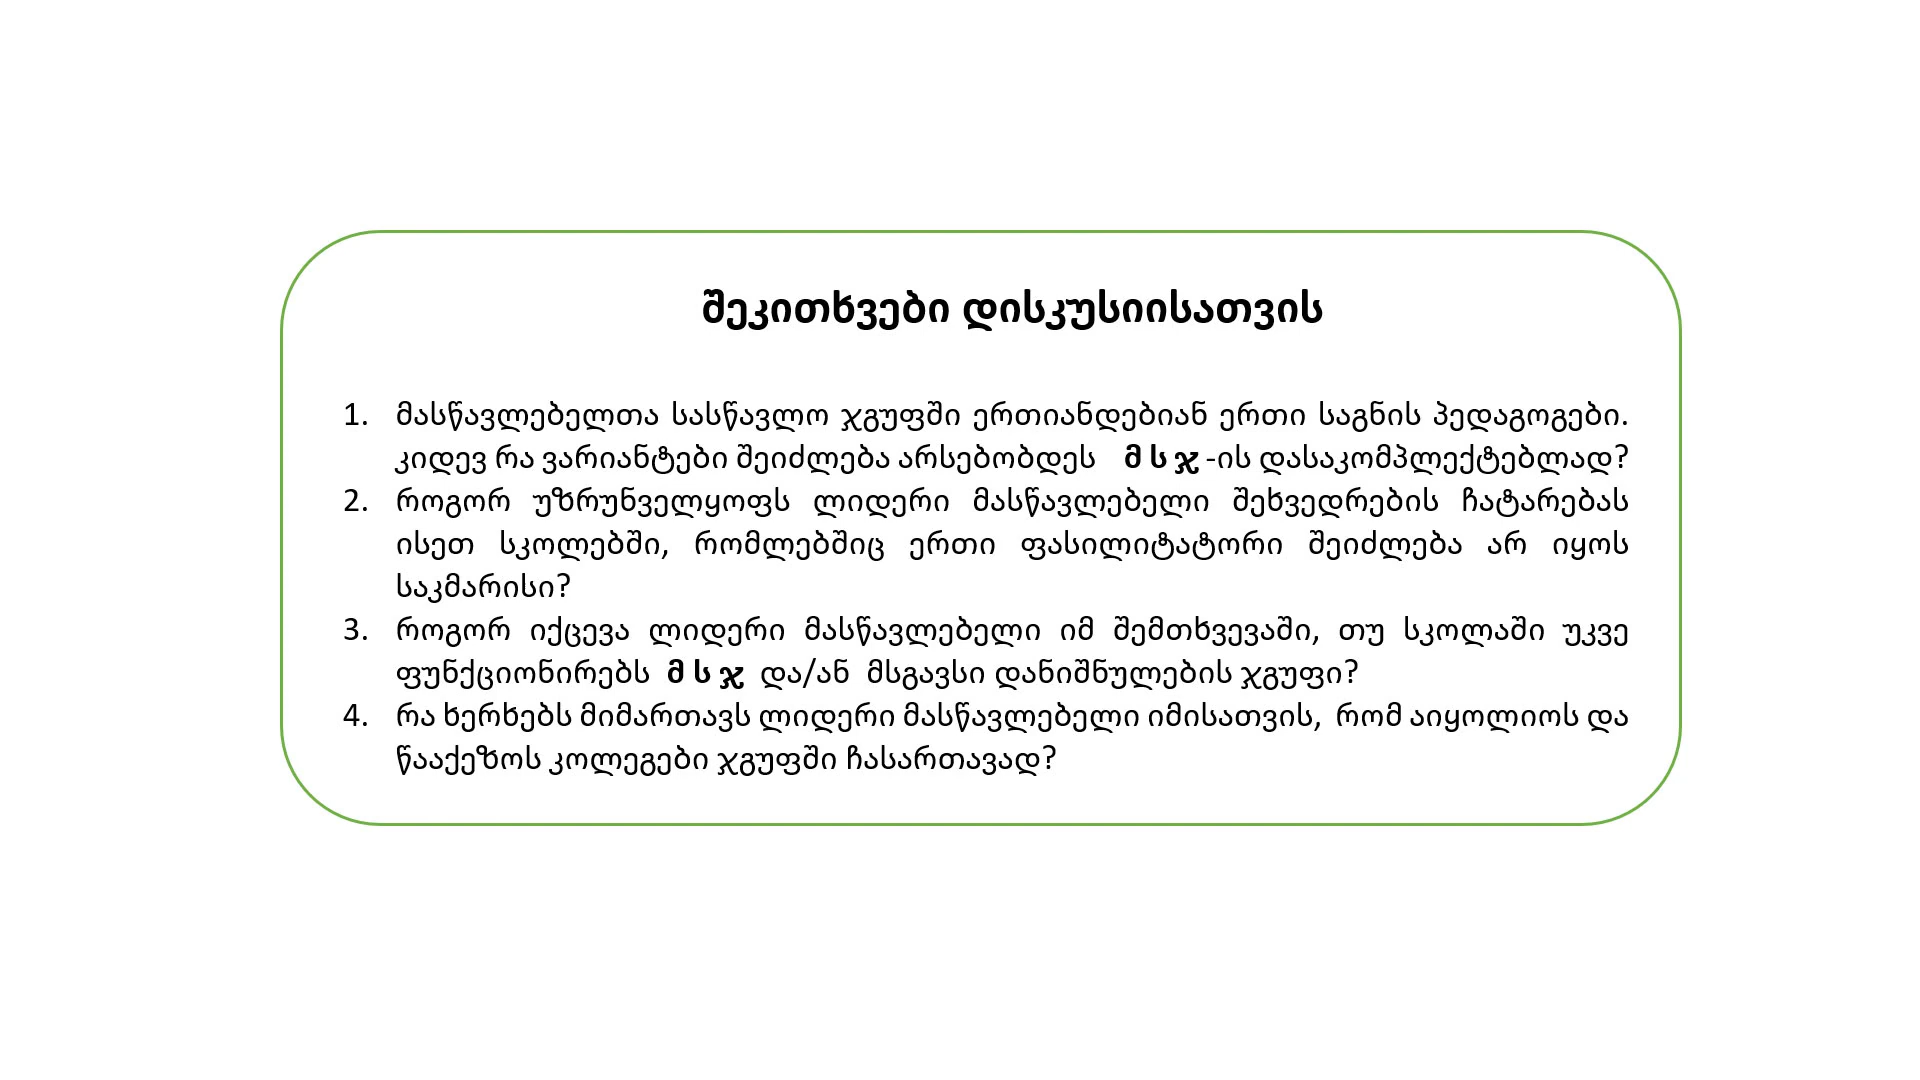 შეკითხვები დისკუსიისათვის
1. მასწავლებელთა სასწავლო ჯგუფში ერთიანდებიან ერთი საგნის პედაგოგები.
კიდევ რა ვარიანტები შეიძლება არსებობდეს მ ს ჯ -ის დასაკომპლექტებლად?
2. როგორ უზრუნველყოფს ლიდერი მასწავლებელი შეხვედრების ჩატარებას
ისეთ სკოლებში, რომლებშიც ერთი ფასილიტატორი შეიძლება არ იყოს
საკმარისი?
3. როგორ იქცევა ლიდერი მასწავლებელი იმ შემთხვევაში, თუ სკოლაში უკვე
ფუნქციონირებს მ ს ჯ და/ან მსგავსი დანიშნულების ჯგუფი?
4. რა ხერხებს მიმართავს ლიდერი მასწავლებელი იმისათვის, რომ აიყოლიოს და
წააქეზოს კოლეგები ჯგუფში ჩასართავად?